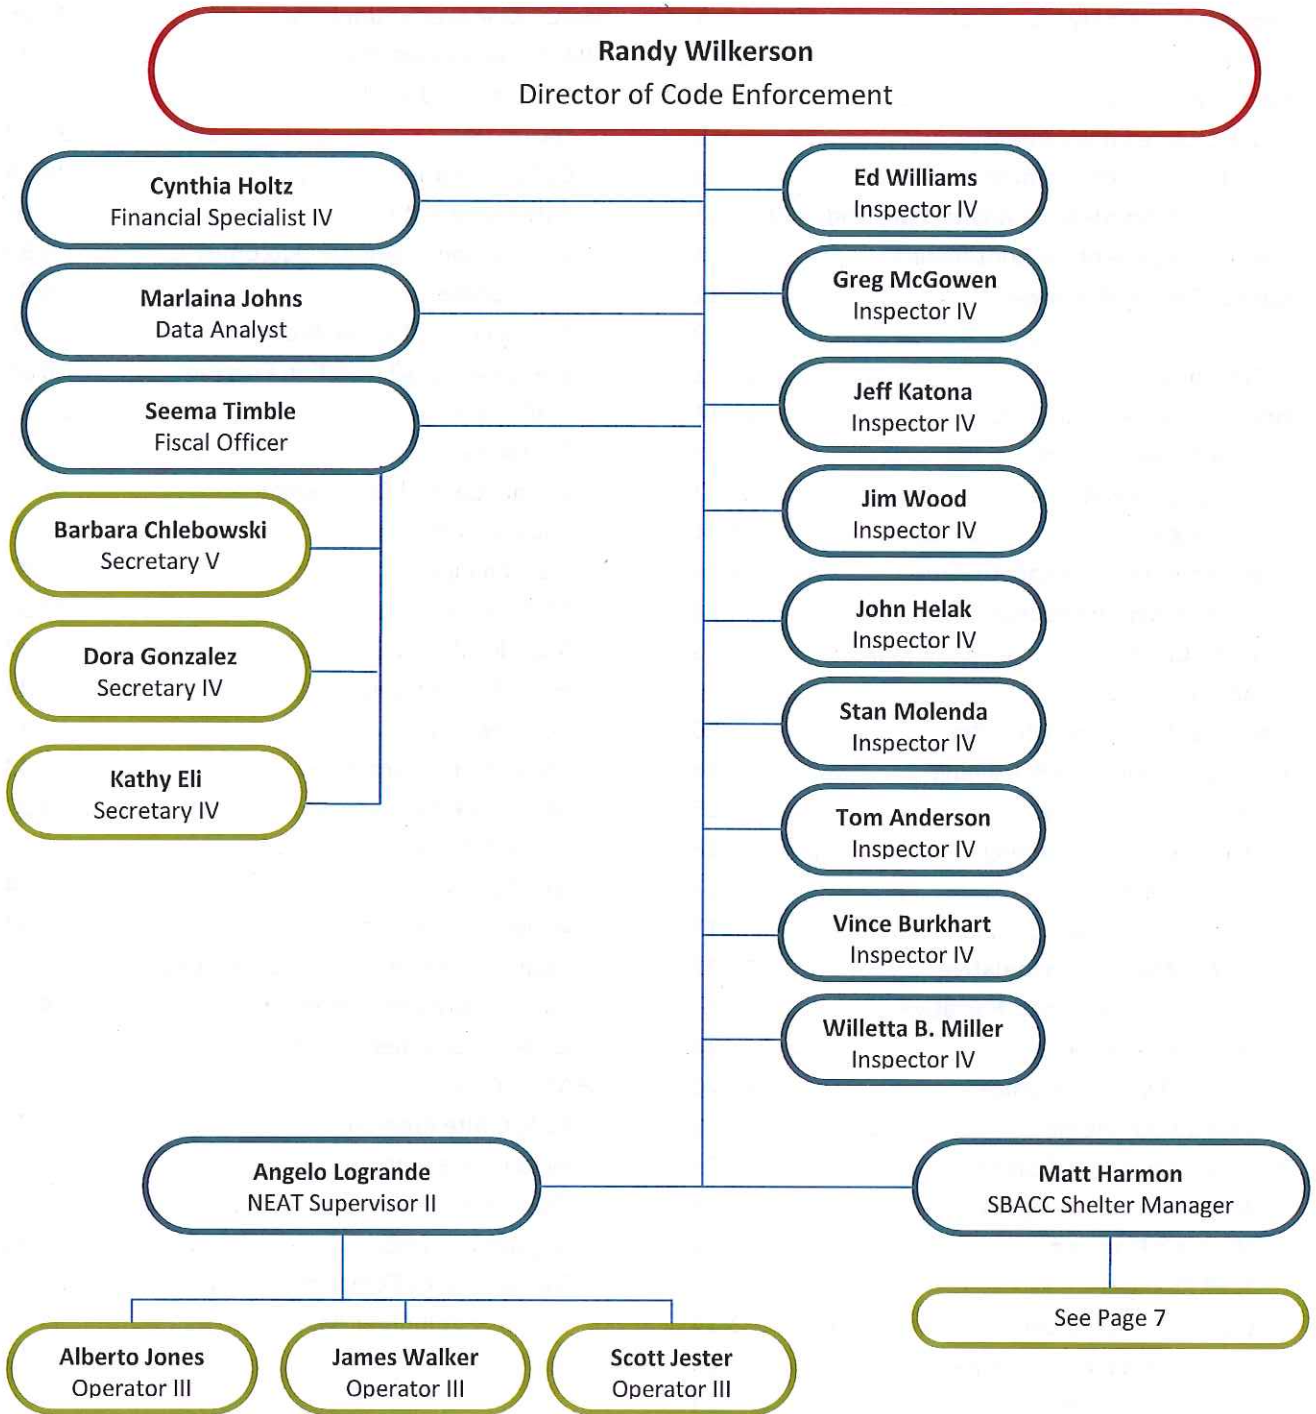 Randy Wilkerson
Director of Code Enforcement
Cynthia Holtz
Financial Specialist IV
Marlaina Johns
Data Analyst
Seema Timble
Fiscal Officer
Barbara Chlebowski
Secretary V
Dora Gonzalez
Secretary IV
Kathy Eli
Secretary IV
Ed Williams
Inspector IV
Greg McGowen
Inspector IV
Jeff Katona
Inspector IV
Jim Wood
Inspector IV
John Helak
Inspector IV
Stan Molenda
Inspector IV
Tom Anderson
Inspector IV
Vince Burkhart
Inspector IV
Willetta B. Miller
Inspector IV
Angelo Logrande
NEAT Supervisor II
Matt Harmon
SBACC Shelter Manager
See Page 7
Alberto Jones
Operator III
James Walker
Operator III
Scott Jester
Operator III